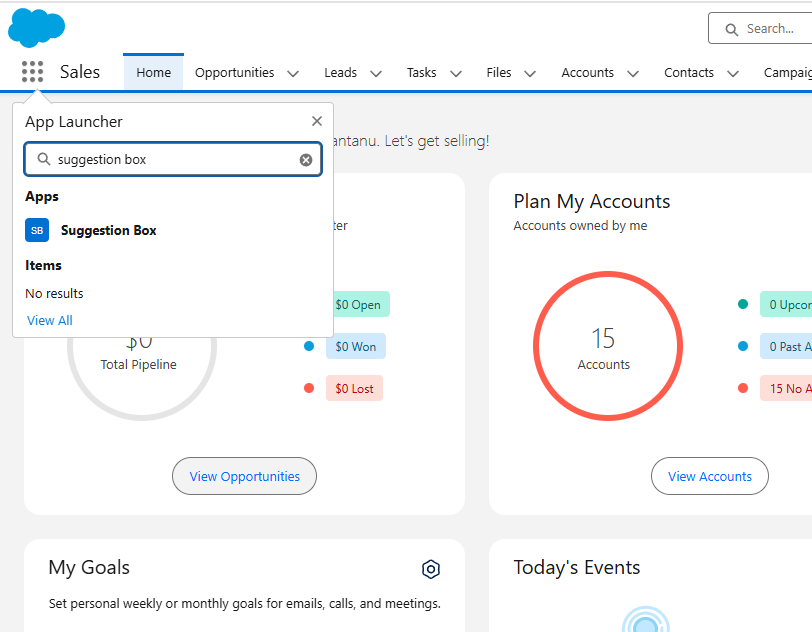 Search...
Sales
Home
Opportunities
Leads
Tasks
Files
Accounts
Contacts
Campaig
App Launcher
suggestion box
Apps
SB
Suggestion Box
Items
No results
View All
antanu. Let's get selling!
ter
$0 Open
$0 Won
$0 Lost
$0
Total Pipeline
View Opportunities
Plan My Accounts
Accounts owned by me
15
Accounts
0 Upcom
0 Past A
15 No A
View Accounts
My Goals
Set personal weekly or monthly goals for emails, calls, and meetings.
Today's Events